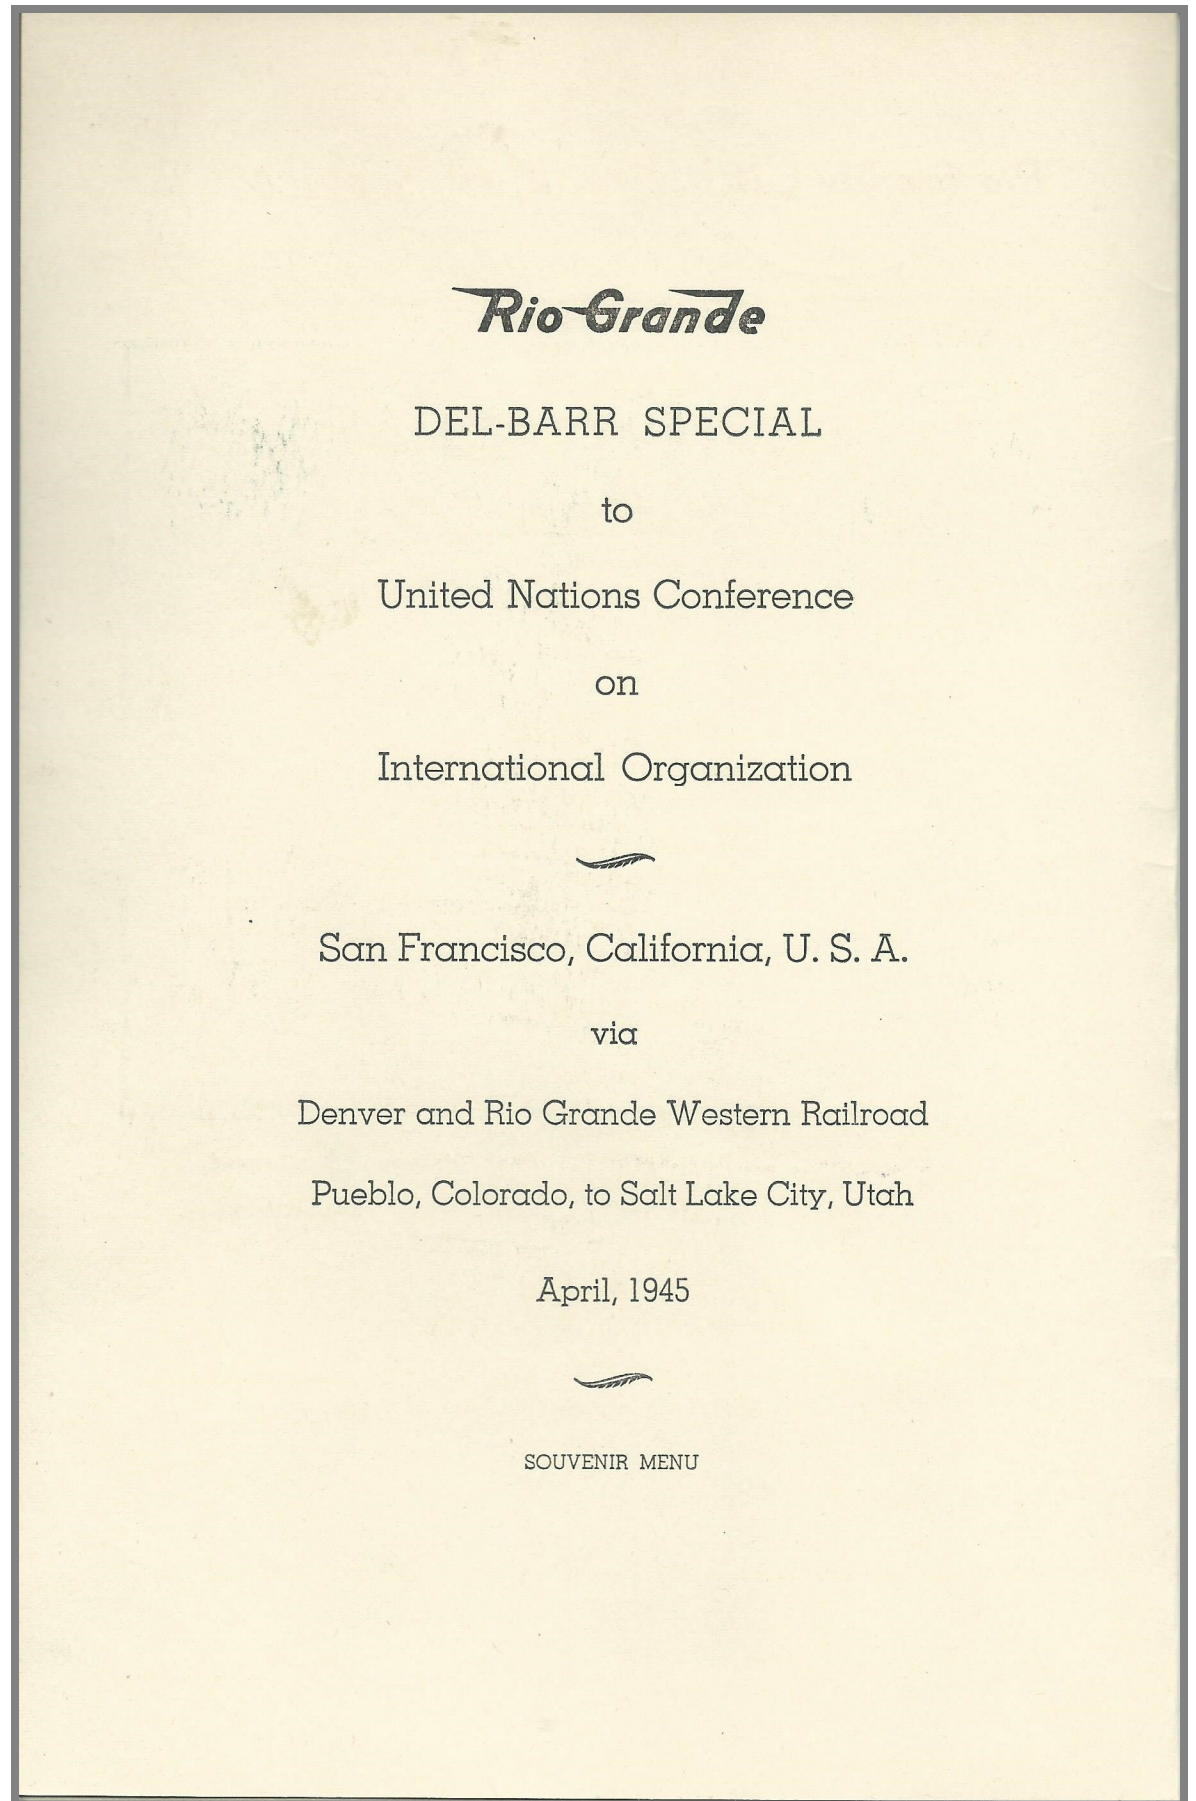 Rio Grande
DEL-BARR SPECIAL
to
United Nations Conference
on
International Organization
San Francisco, California, U. S. A.
via
Denver and Rio Grande Western Railroad
Pueblo, Colorado, to Salt Lake City, Utah
April, 1945
SOUVENIR MENU